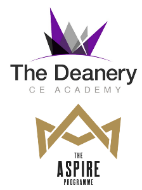 The Deanery
CE ACADEMY
THE
ASPIRE
PROGRAMME